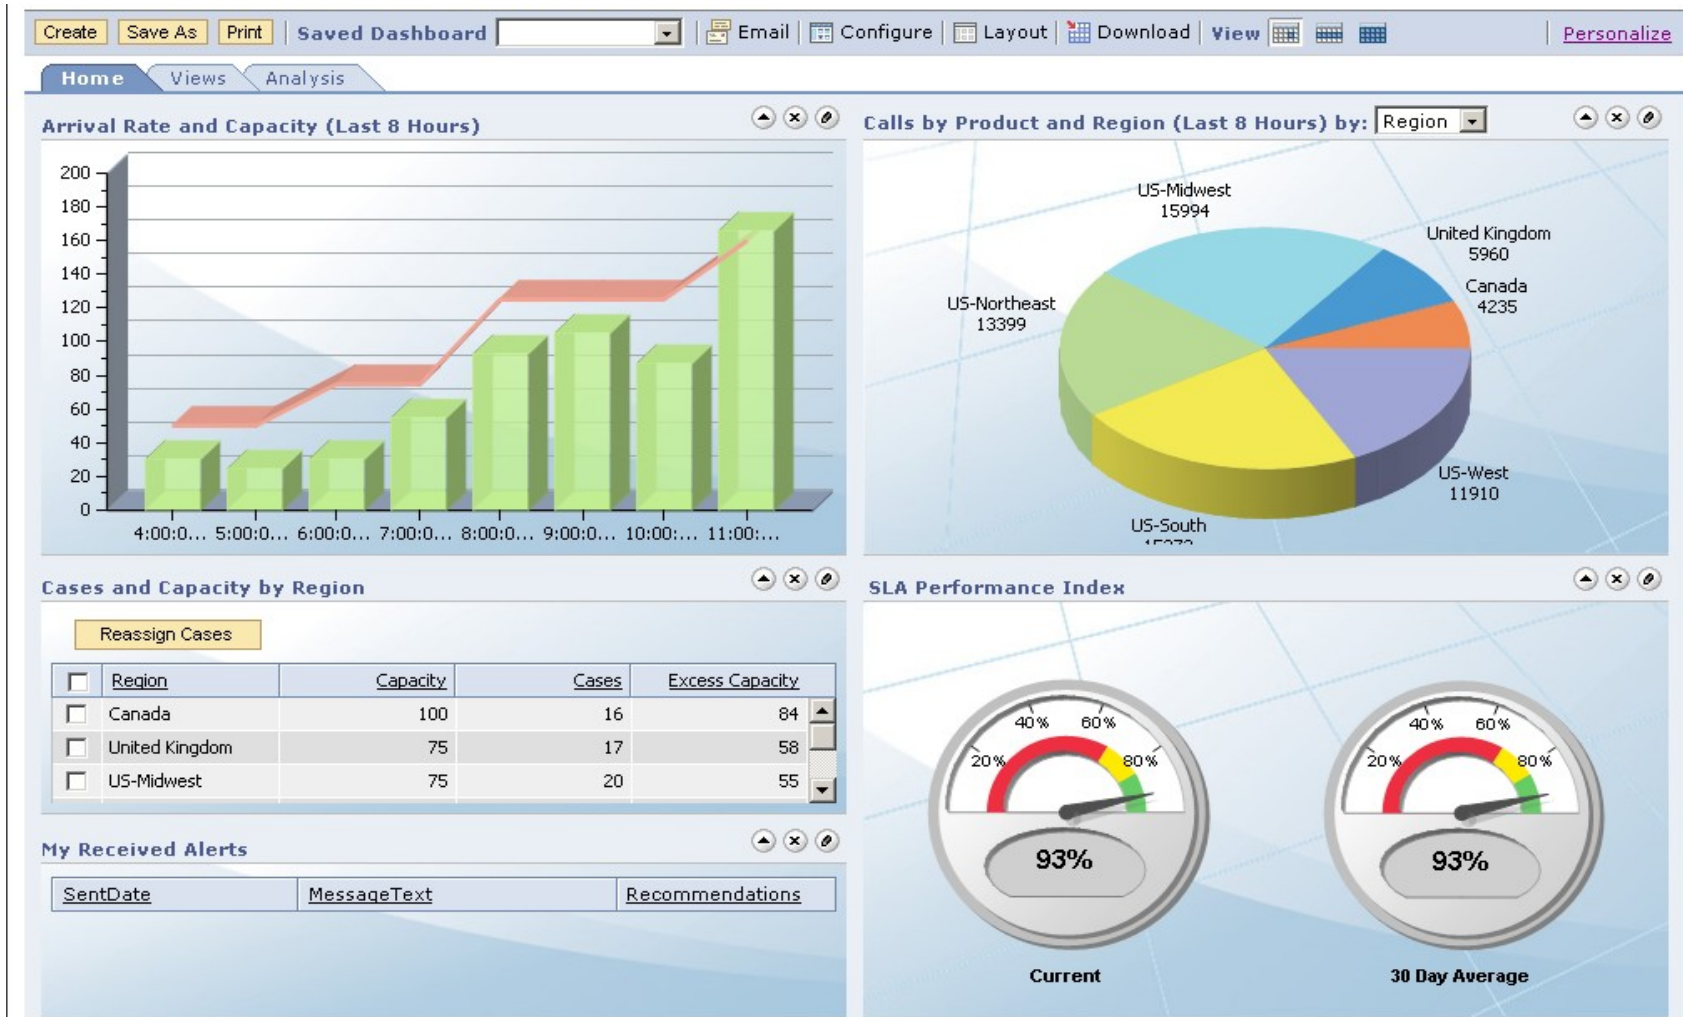 Create Save As Print Saved Dashboard Email Configure Layout Download View Personalize
Home Views Analysis
Arrival Rate and Capacity (Last 8 Hours)
200
180
160
140
120
100
80
60
40
20
0
4:00:0... 5:00:0... 6:00:0... 7:00:0... 8:00:0... 9:00:0... 10:00:... 11:00:...
Calls by Product and Region (Last 8 Hours) by: Region
US-Midwest
15994
United Kingdom
5960
Canada
4235
US-Northeast
13399
US-West
11910
US-South
Cases and Capacity by Region
Reassign Cases
Region Capacity Cases Excess Capacity
Canada 100 16 84
United Kingdom 75 17 58
US-Midwest 75 20 55
My Received Alerts
SentDate MessageText Recommendations
SLA Performance Index
20% 40% 60% 80%
93%
Current
20% 40% 60% 80%
93%
30 Day Average